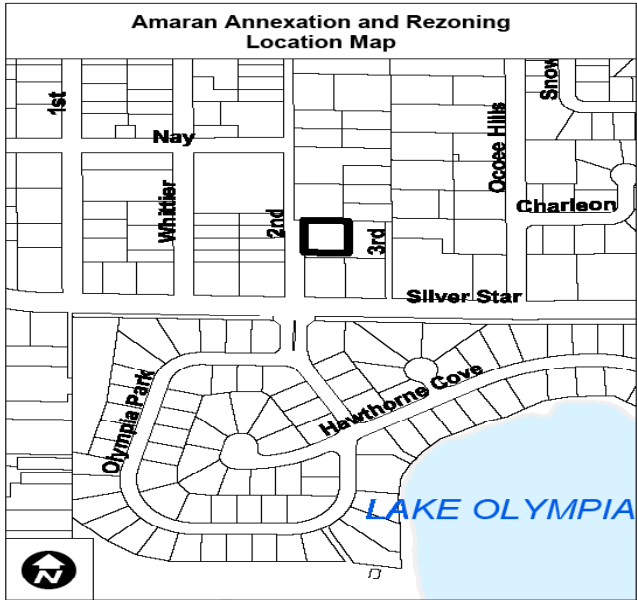 Amaran Annexation and Rezoning
Location Map
1st
Snow
Nay
Ocoee Hills
Whittier
Charleon
2nd
3rd
Silver Star
Olympia Park
Hawthorne Cove
LAKE OLYMPIA
N